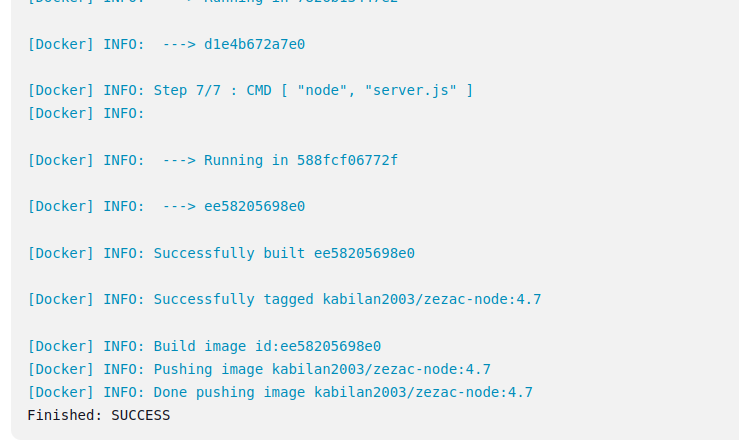 [Docker] INFO:
[Docker] INFO:  ---> d1e4b672a7e0
[Docker] INFO: Step 7/7 : CMD [ "node", "server.js" ]
[Docker] INFO:
[Docker] INFO:  ---> Running in 588fcf06772f
[Docker] INFO:  ---> ee58205698e0
[Docker] INFO: Successfully built ee58205698e0
[Docker] INFO: Successfully tagged kabilan2003/zezac-node:4.7
[Docker] INFO: Build image id:ee58205698e0
[Docker] INFO: Pushing image kabilan2003/zezac-node:4.7
[Docker] INFO: Done pushing image kabilan2003/zezac-node:4.7
Finished: SUCCESS